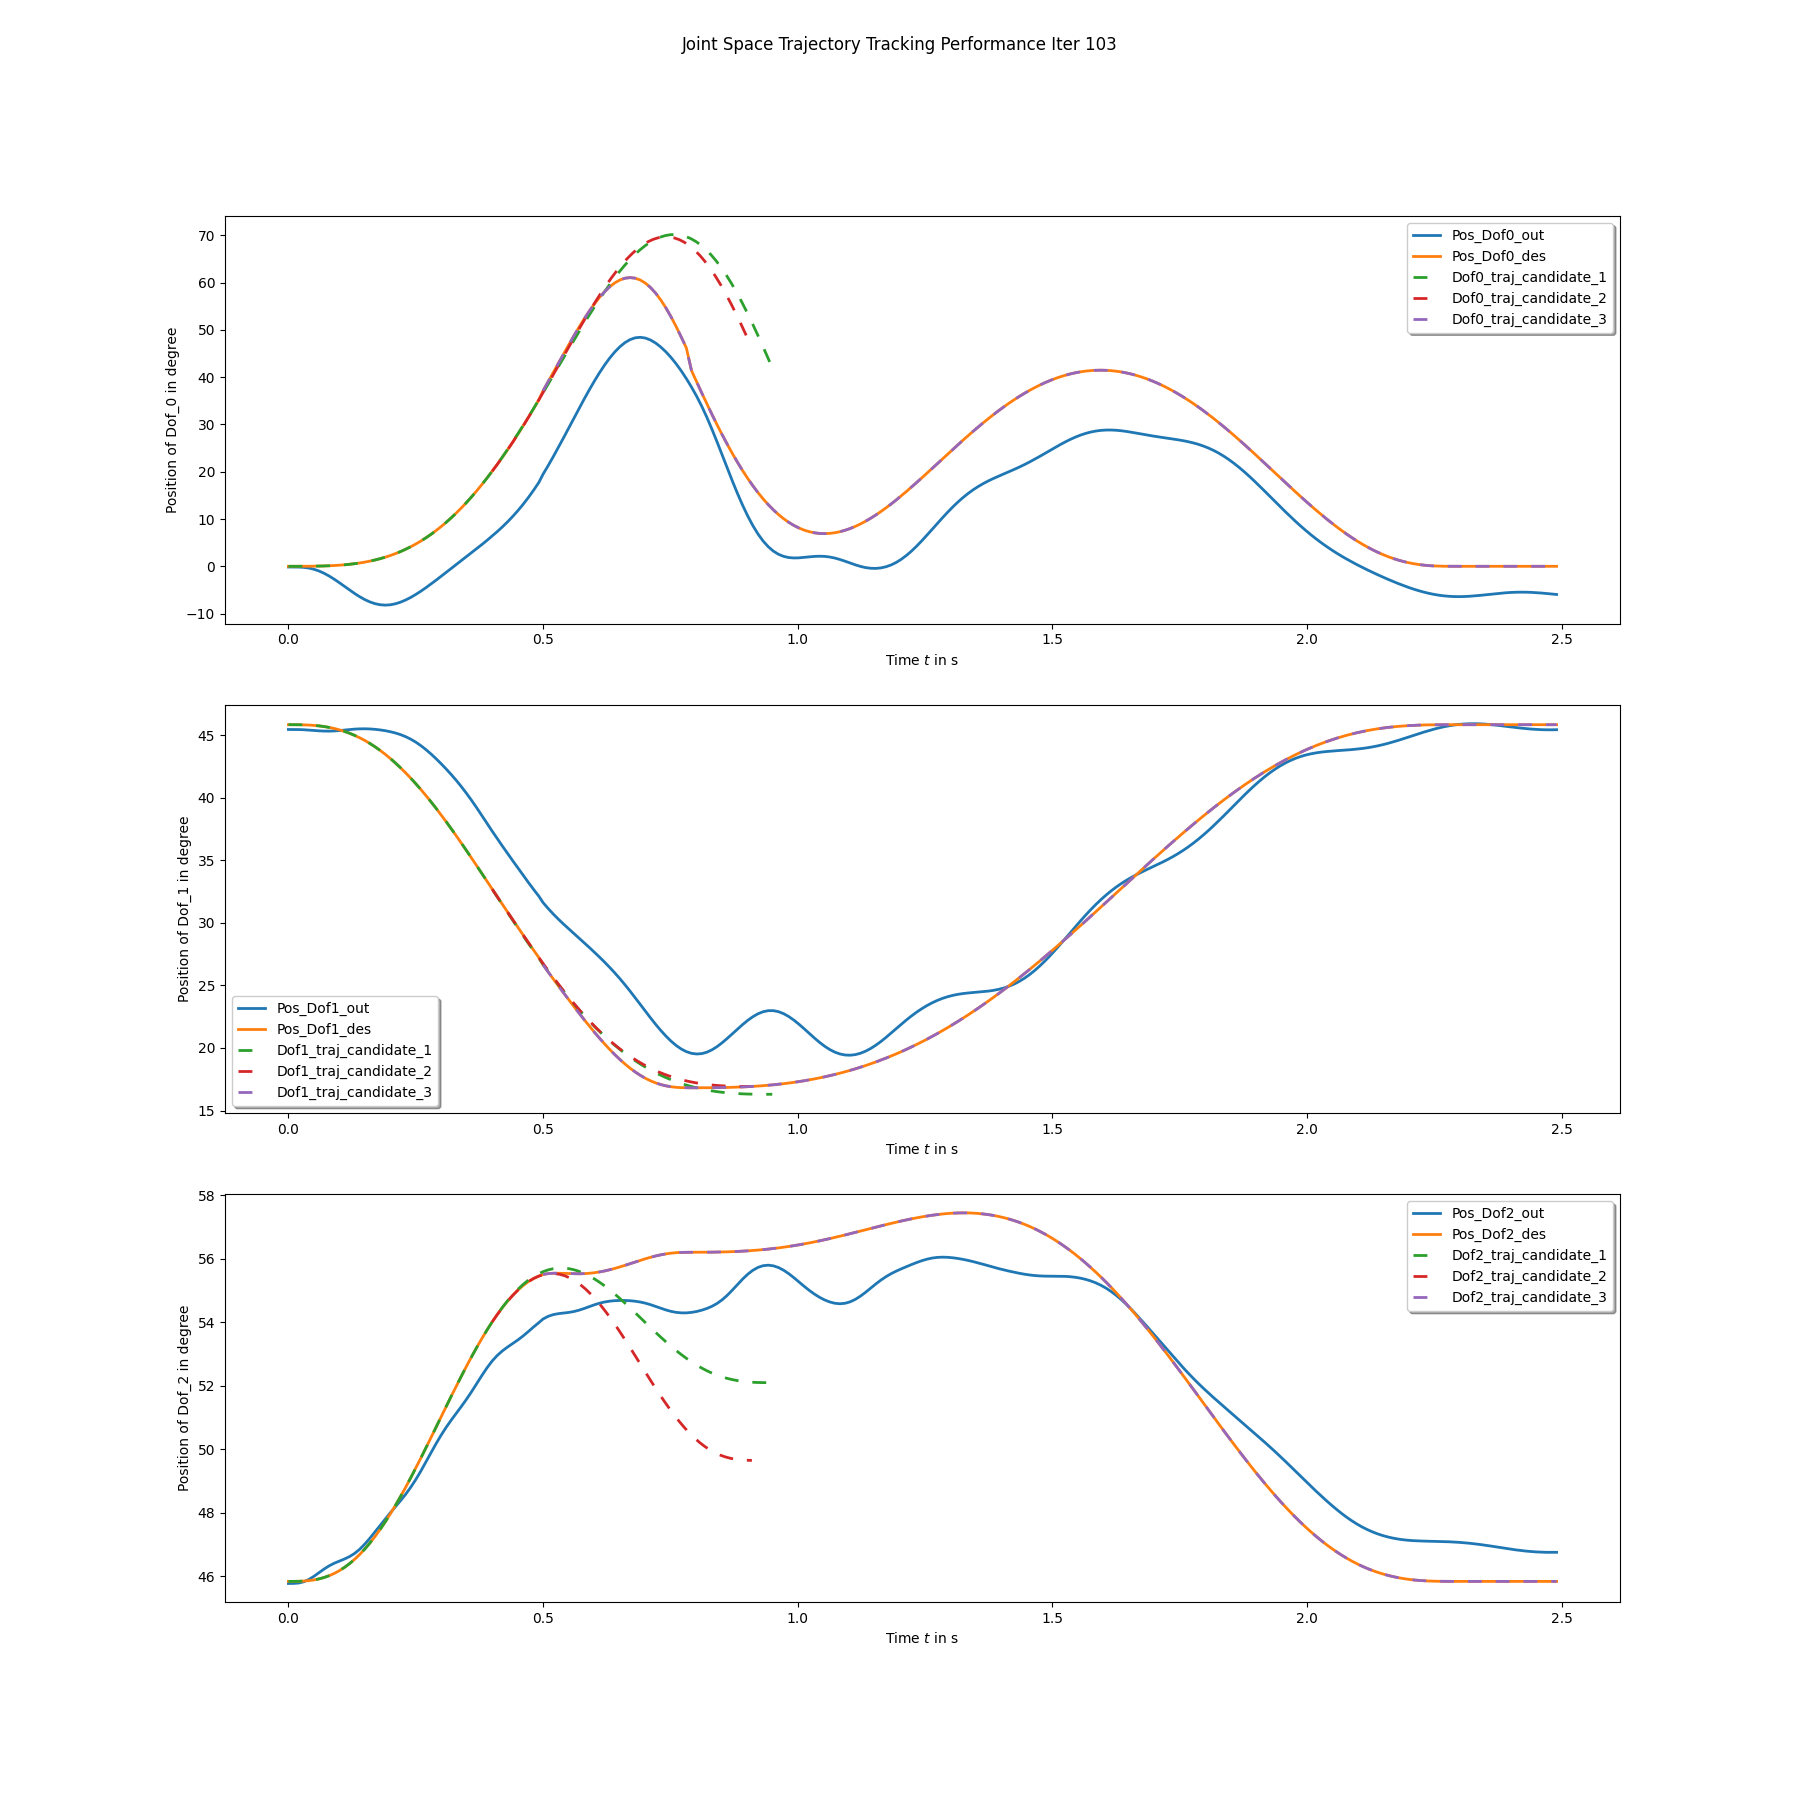 Joint Space Trajectory Tracking Performance Iter 103
70
60
50
40
30
20
10
0
−10
Position of Dof_0 in degree
Pos_Dof0_out
Pos_Dof0_des
Dof0_traj_candidate_1
Dof0_traj_candidate_2
Dof0_traj_candidate_3
0.0 0.5 1.0 1.5 2.0 2.5
Time t in s
45
40
35
30
25
20
15
Position of Dof_1 in degree
Pos_Dof1_out
Pos_Dof1_des
Dof1_traj_candidate_1
Dof1_traj_candidate_2
Dof1_traj_candidate_3
0.0 0.5 1.0 1.5 2.0 2.5
Time t in s
58
56
54
52
50
48
46
Position of Dof_2 in degree
Pos_Dof2_out
Pos_Dof2_des
Dof2_traj_candidate_1
Dof2_traj_candidate_2
Dof2_traj_candidate_3
0.0 0.5 1.0 1.5 2.0 2.5
Time t in s